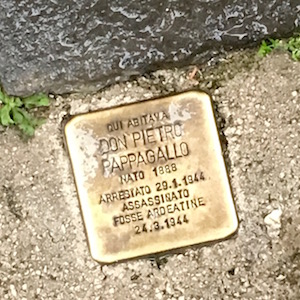 QUI ABITAVA
DON PIETRO
PAPPAGALLO
NATO 1888
ARRESTATO 29.1.1944
ASSASSINATO
FOSSE ARDEATINE
24.3.1944